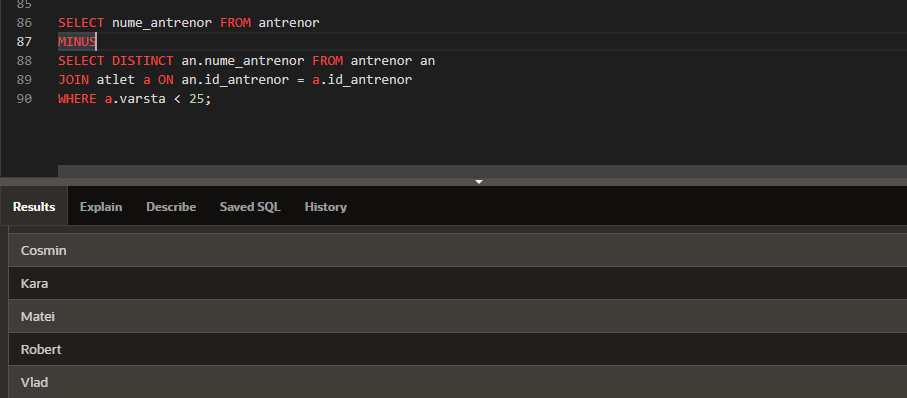 85
86 SELECT nume_antrenor FROM antrenor
87 MINUS
88 SELECT DISTINCT an.nume_antrenor FROM antrenor an
89 JOIN atlet a ON an.id_antrenor = a.id_antrenor
90 WHERE a.varsta < 25;
Results Explain Describe Saved SQL History
Cosmin
Kara
Matei
Robert
Vlad